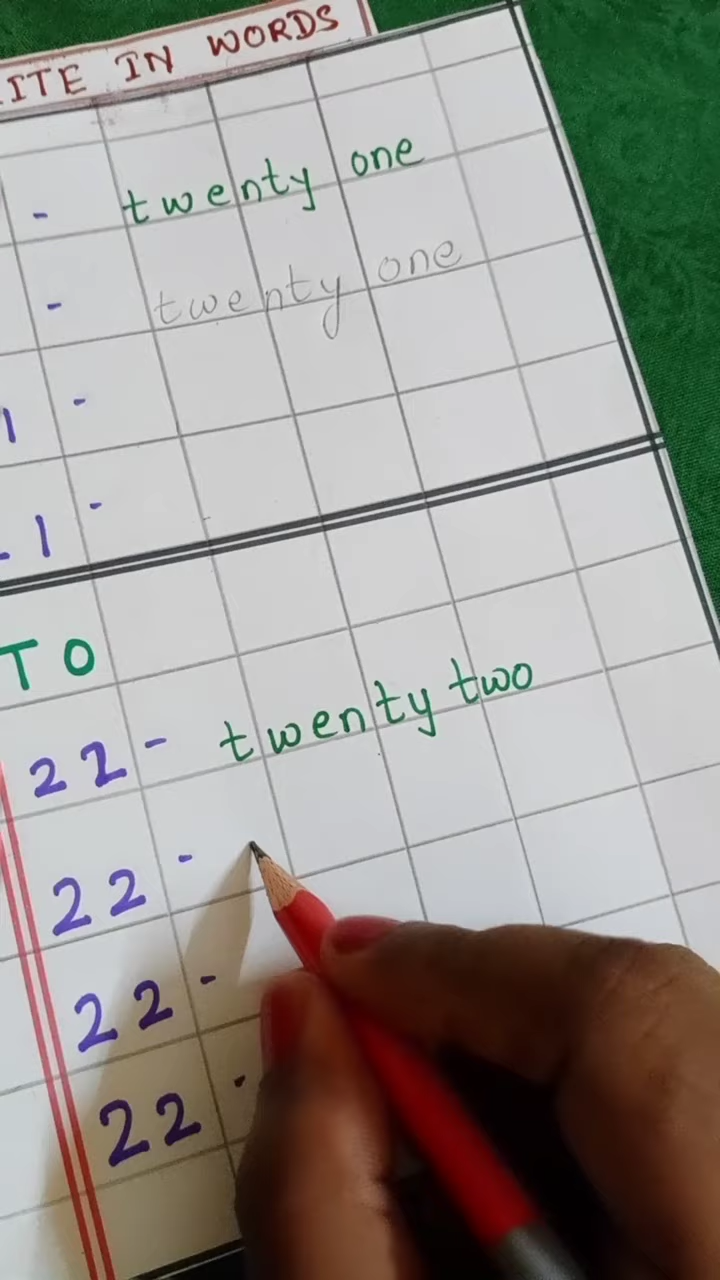 ITE IN WORDS
- twenty one
- twenty one
1 -
1 -
TO
22 - twenty two
22 -
22 -
22 -